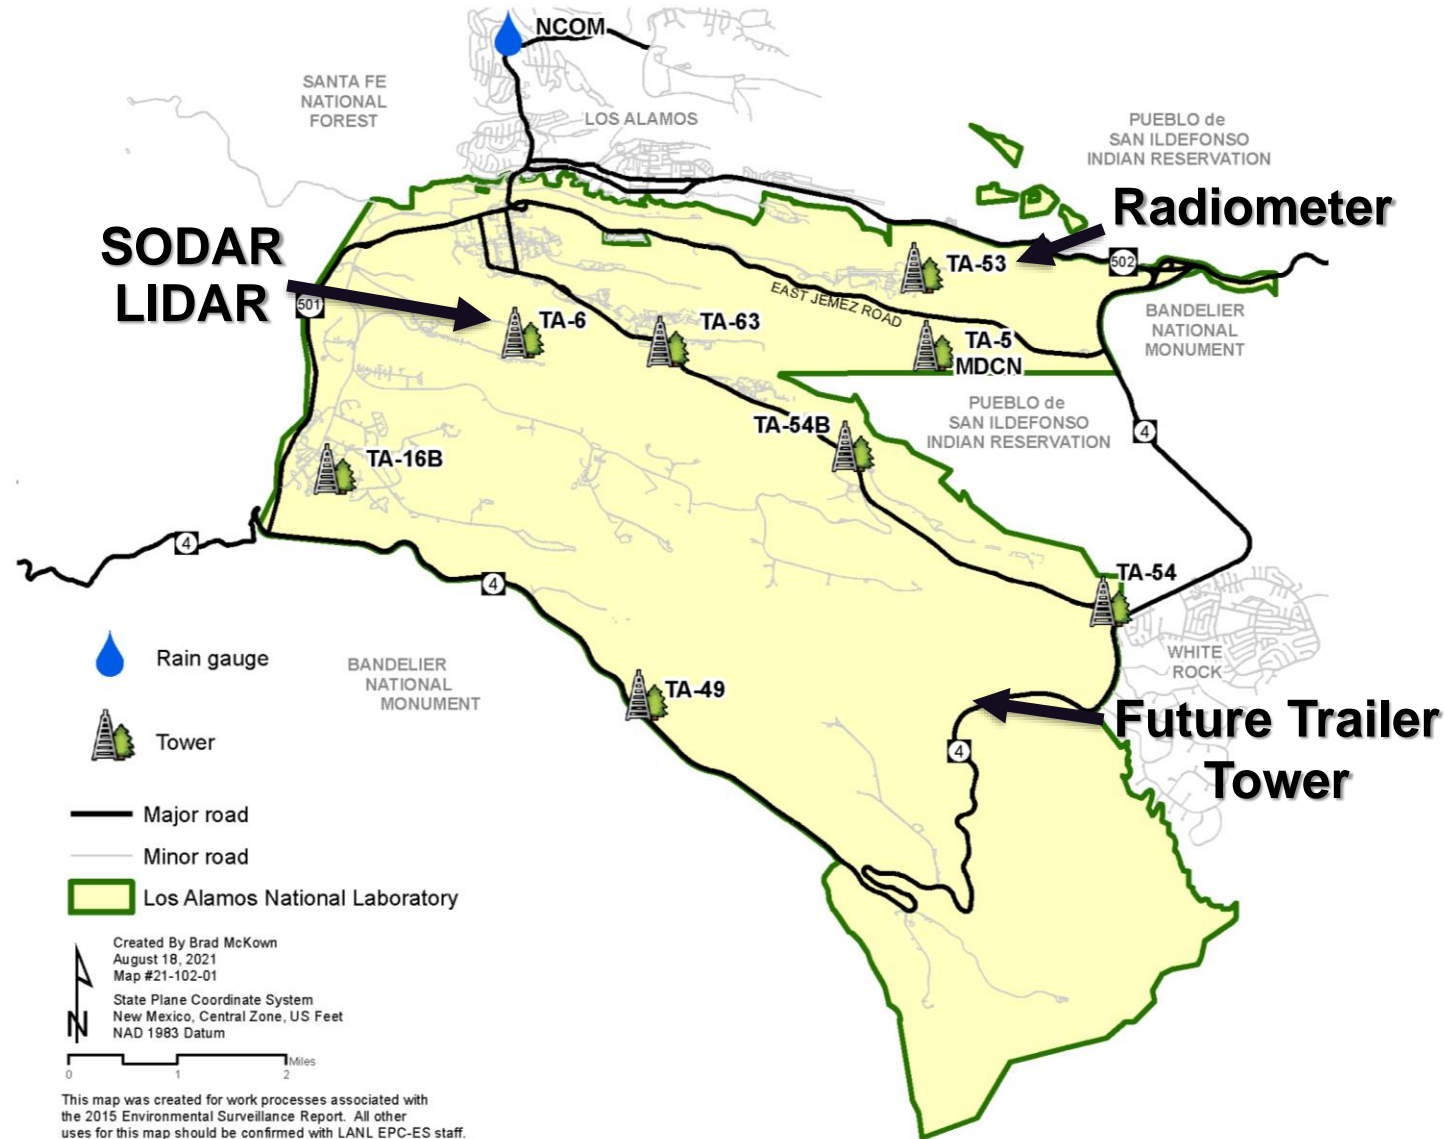 NCOM
SANTA FE
NATIONAL
FOREST
LOS ALAMOS
PUEBLO de
SAN ILDEFONSO
INDIAN RESERVATION
Radiometer
SODAR
LIDAR
TA-53
502
EAST JEMEZ ROAD
501
TA-6
TA-63
TA-5
MDCN
BANDELIER
NATIONAL
MONUMENT
PUEBLO de
SAN ILDEFONSO
INDIAN RESERVATION
TA-54B
4
TA-16B
4
4
TA-54
WHITE
ROCK
Rain gauge
BANDELIER
NATIONAL
MONUMENT
TA-49
Future Trailer
Tower
4
Tower
Major road
Minor road
Los Alamos National Laboratory
Created By Brad McKown
August 18, 2021
Map #21-102-01
State Plane Coordinate System
New Mexico, Central Zone, US Feet
NAD 1983 Datum
N
Miles
0 1 2
This map was created for work processes associated with
the 2015 Environmental Surveillance Report. All other
uses for this map should be confirmed with LANL EPC-ES staff.